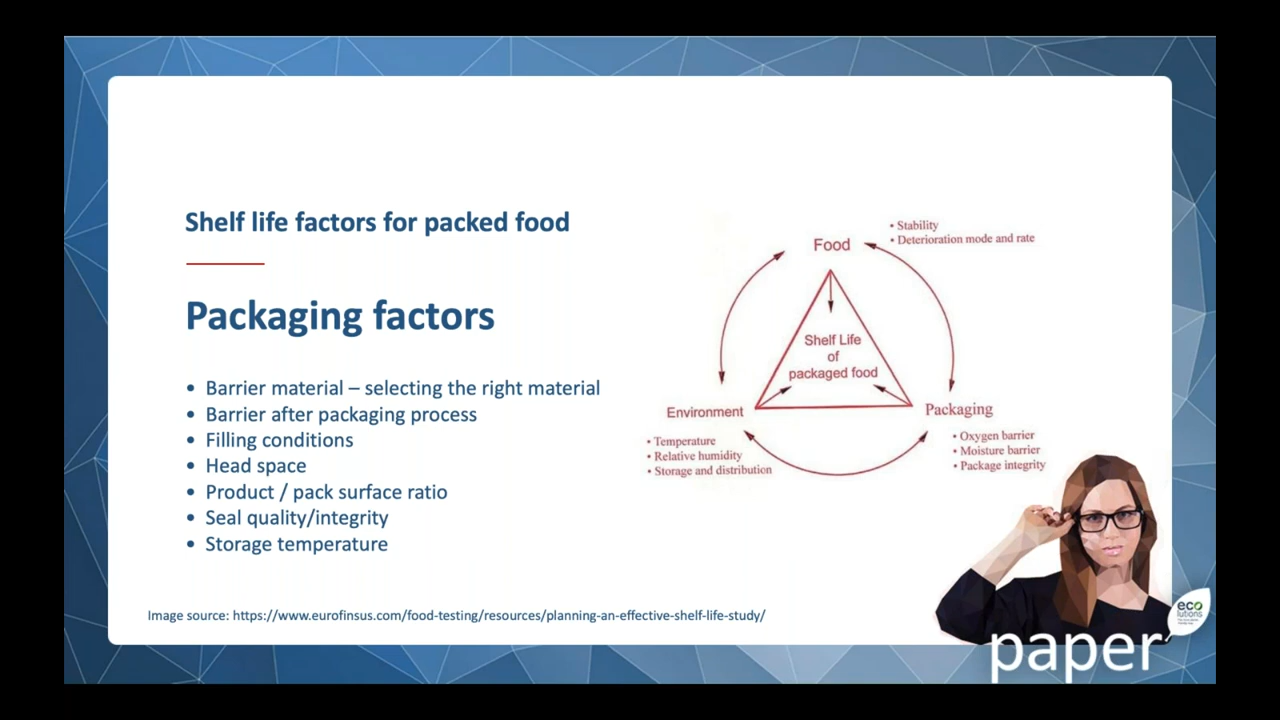 Shelf life factors for packed food
Packaging factors
• Barrier material – selecting the right material
• Barrier after packaging process
• Filling conditions
• Head space
• Product / pack surface ratio
• Seal quality/integrity
• Storage temperature
Food
• Stability
• Deterioration mode and rate
Shelf Life
of
packaged food
Environment
• Temperature
• Relative humidity
• Storage and distribution
Packaging
• Oxygen barrier
• Moisture barrier
• Package integrity
Image source: https://www.eurofinsus.com/food-testing/resources/planning-an-effective-shelf-life-study/
eco
lutions
paper